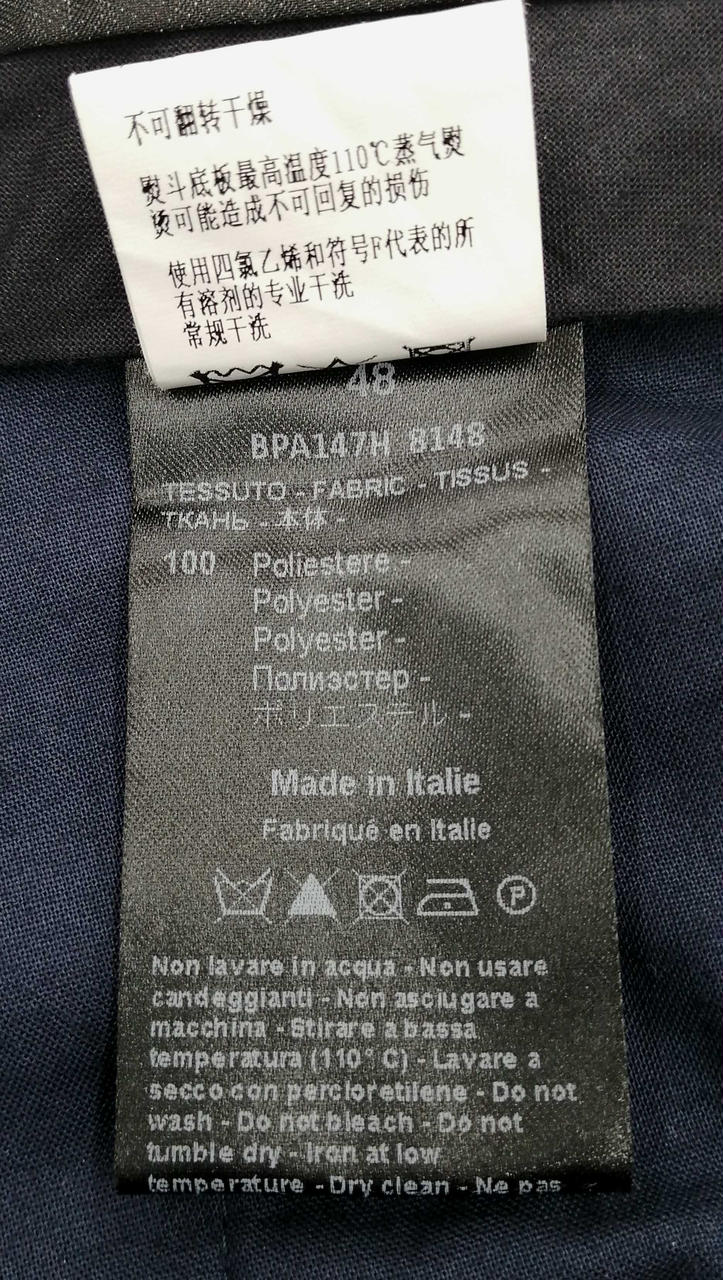 不可翻转干燥
熨斗底板最高温度110℃蒸气熨
烫可能造成不可回复的损伤
使用四氯乙烯和符号F代表的所
有溶剂的专业干洗
常规干洗
48
BPA147H 8148
TESSUTO - FABRIC - TISSUS -
ТКАНЬ - 本体 -
100 Poliestere -
Polyester -
Polyester -
Полиэстер -
ポリエステル -
Made in Italie
Fabriqué en Italie
P
Non lavare in acqua - Non usare
candeggianti - Non asciugare a
macchina - Stirare a bassa
temperatura (110° C) - Lavare a
secco con percloretilene - Do not
wash - Do not bleach - Do not
tumble dry - Iron at low
temperature - Dry clean - Ne pas